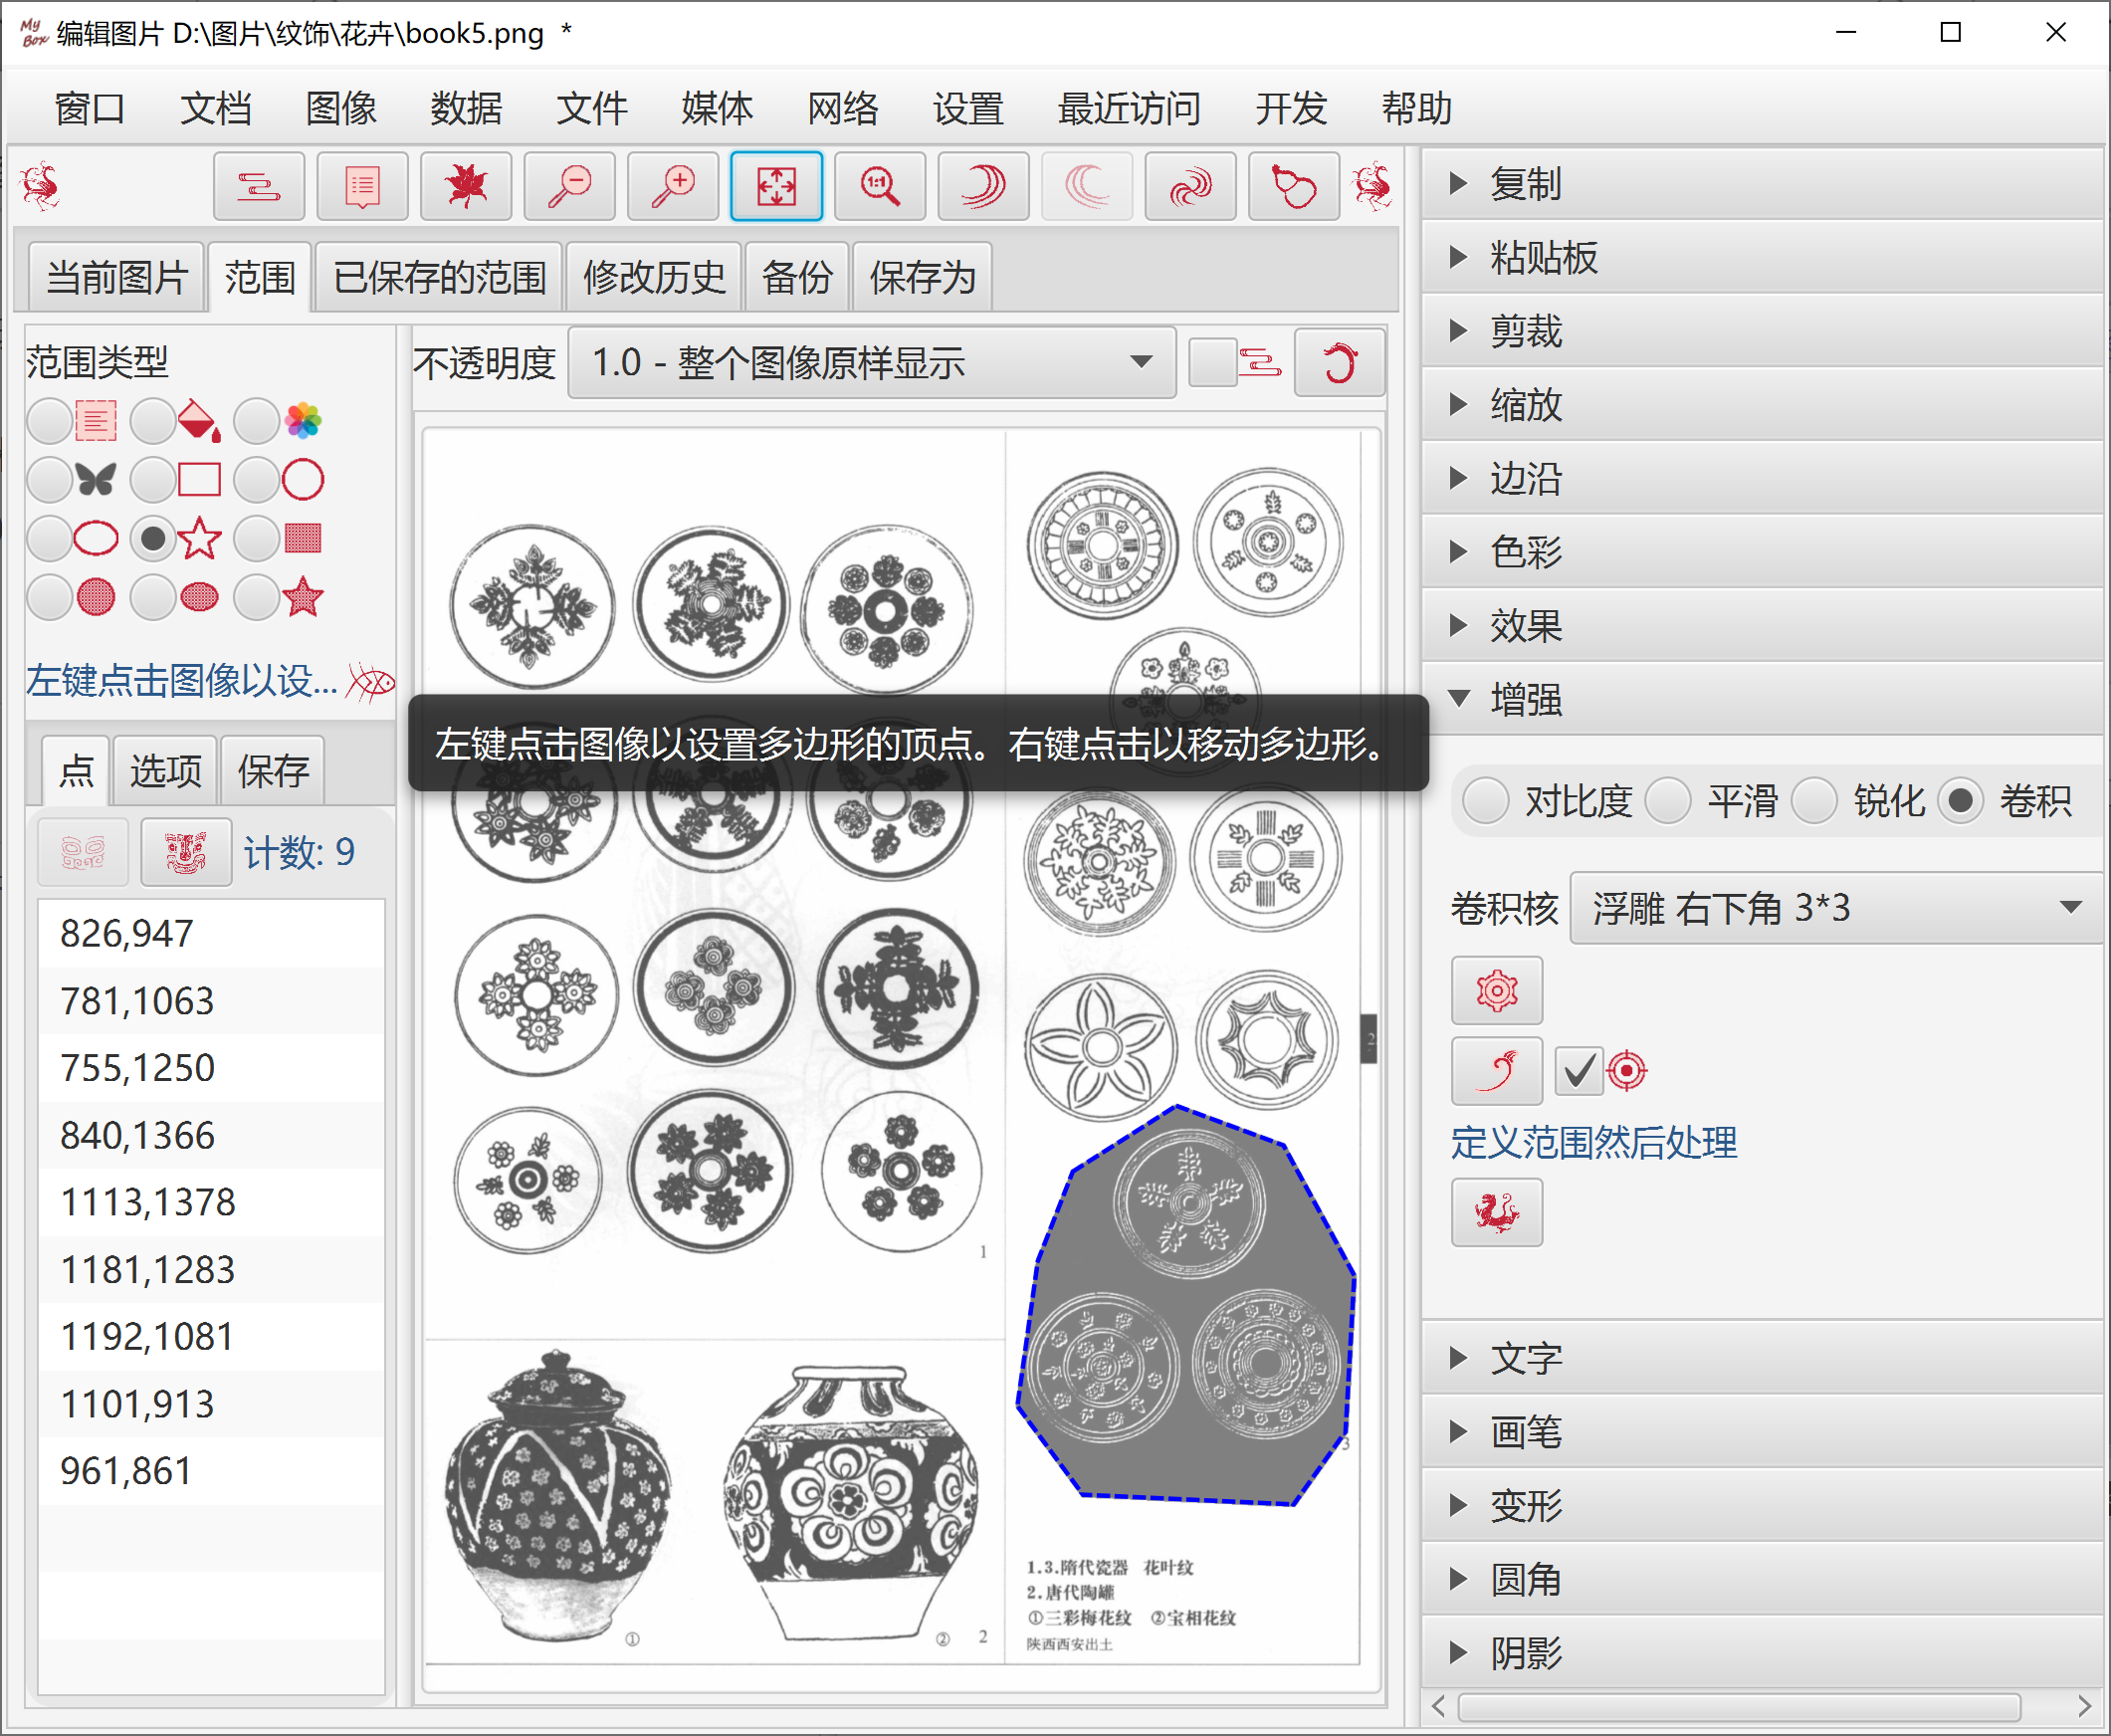 My Box 编辑图片 D:\图片\纹饰\花卉\book5.png *
窗口 文档 图像 数据 文件 媒体 网络 设置 最近访问 开发 帮助
1:1
当前图片 范围 已保存的范围 修改历史 备份 保存为
范围类型
左键点击图像以设...
点 选项 保存
计数: 9
826,947
781,1063
755,1250
840,1366
1113,1378
1181,1283
1192,1081
1101,913
961,861
不透明度 1.0 - 整个图像原样显示
左键点击图像以设置多边形的顶点。右键点击以移动多边形。
1
2
3
① ② 2
1.3.隋代瓷器 花叶纹
2.唐代陶罐
①三彩梅花纹 ②宝相花纹
陕西西安出土
复制
粘贴板
剪裁
缩放
边沿
色彩
效果
增强
对比度 平滑 锐化 卷积
卷积核 浮雕 右下角 3*3
定义范围然后处理
文字
画笔
变形
圆角
阴影